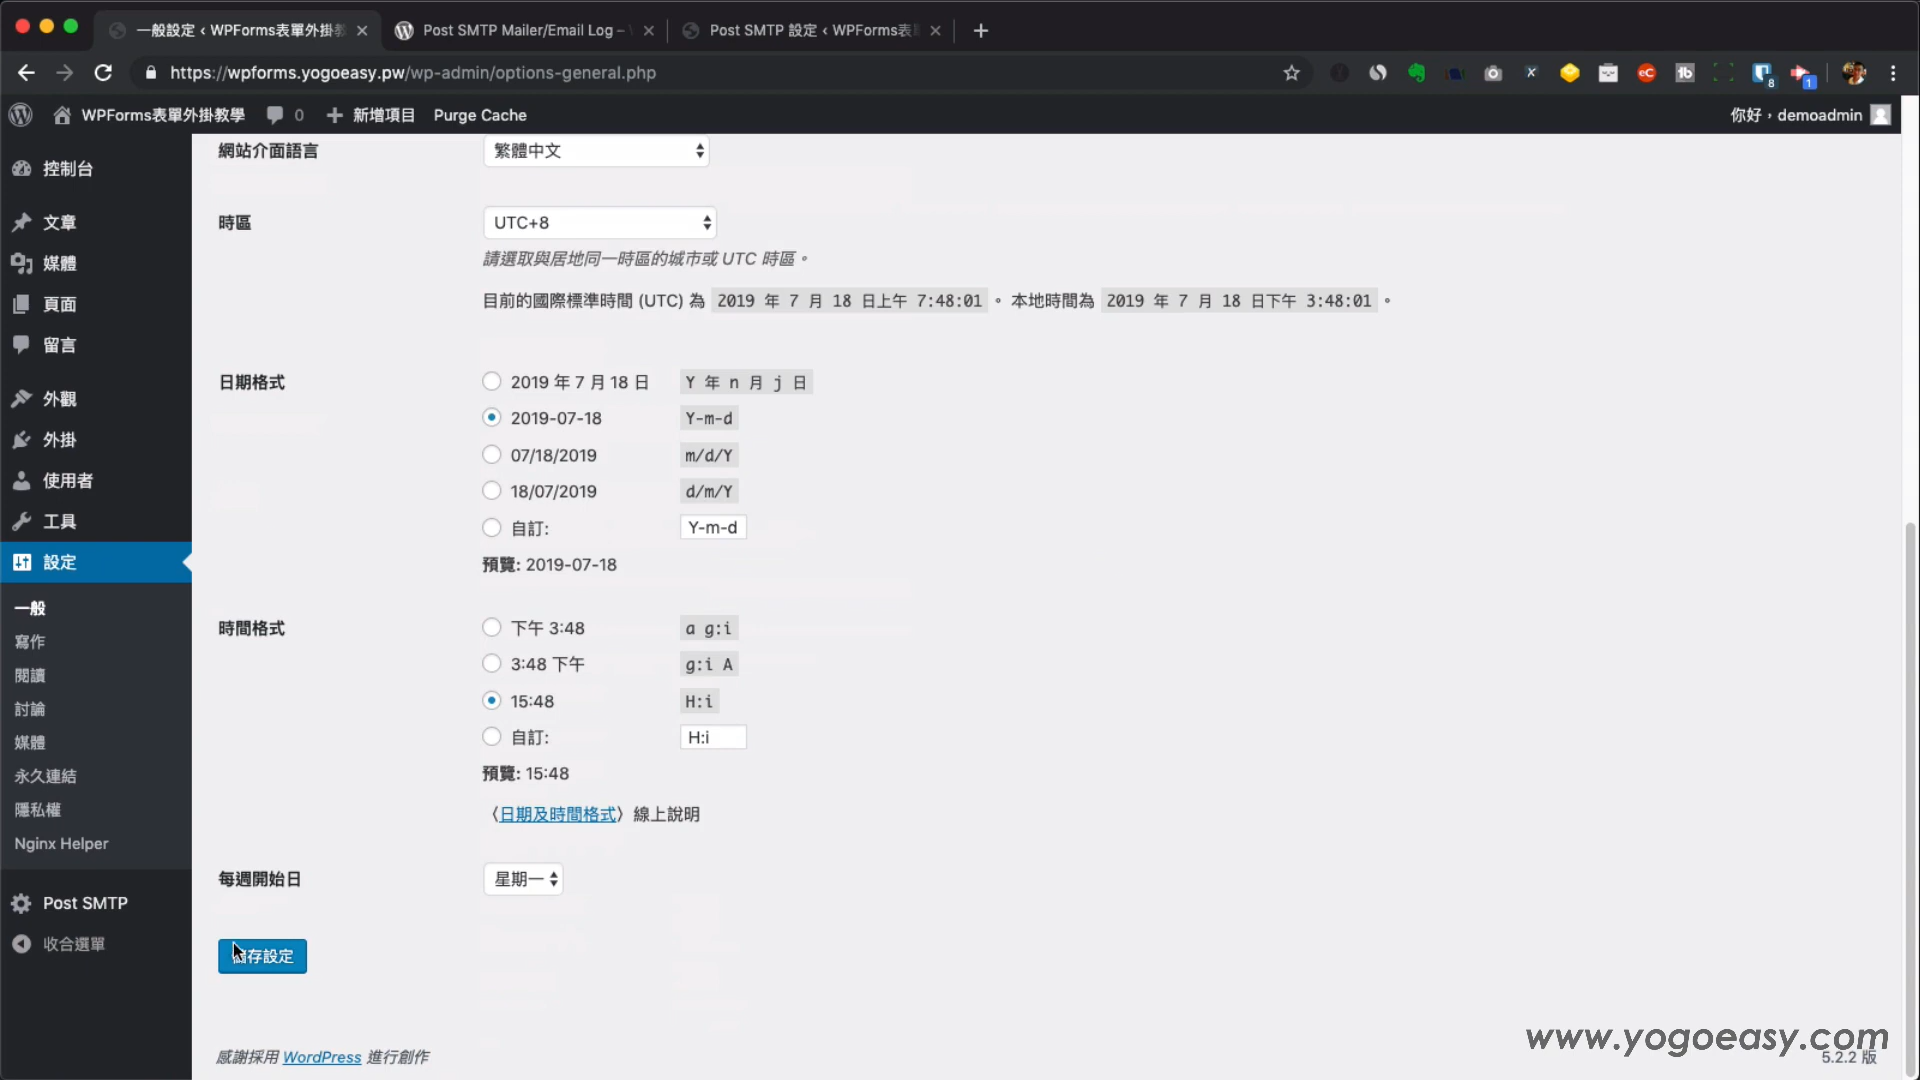 一般設定 ‹ WPForms表單外掛教
Post SMTP Mailer/Email Log –
Post SMTP 設定 ‹ WPForms表
https://wpforms.yogoeasy.pw/wp-admin/options-general.php
8
1
WPForms表單外掛教學
0
新增項目
Purge Cache
你好，demoadmin
控制台
文章
媒體
頁面
留言
外觀
外掛
使用者
工具
設定
一般
寫作
閱讀
討論
媒體
永久連結
隱私權
Nginx Helper
Post SMTP
收合選單
網站介面語言
繁體中文
時區
UTC+8
請選取與居地同一時區的城市或 UTC 時區。
目前的國際標準時間 (UTC) 為 2019 年 7 月 18 日上午 7:48:01 。 本地時間為 2019 年 7 月 18 日下午 3:48:01 。
日期格式
2019 年 7 月 18 日 Y 年 n 月 j 日
2019-07-18 Y-m-d
07/18/2019 m/d/Y
18/07/2019 d/m/Y
自訂: Y-m-d
預覽: 2019-07-18
時間格式
下午 3:48 a g:i
3:48 下午 g:i A
15:48 H:i
自訂: H:i
預覽: 15:48
〈日期及時間格式〉線上說明
每週開始日
星期一
存設定
感謝採用 WordPress 進行創作
www.yogoeasy.com
5.2.2 版